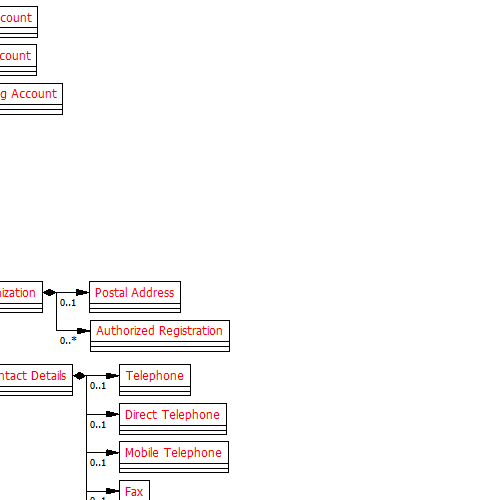 count
count
g Account
ization
Postal Address
0..1
Authorized Registration
0..*
ntact Details
Telephone
0..1
Direct Telephone
0..1
Mobile Telephone
0..1
Fax
0..1